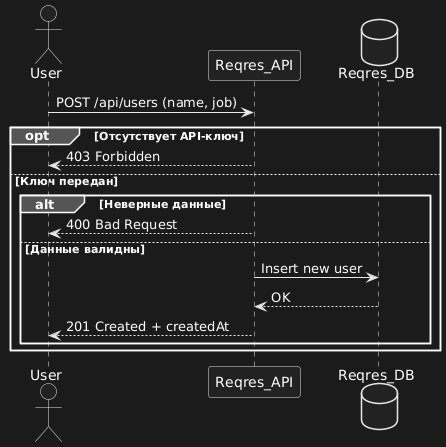 User
Reqres_API
Reqres_DB
POST /api/users (name, job)
opt [Отсутствует API-ключ]
403 Forbidden
[Ключ передан]
alt [Неверные данные]
400 Bad Request
[Данные валидны]
Insert new user
OK
201 Created + createdAt
User
Reqres_API
Reqres_DB